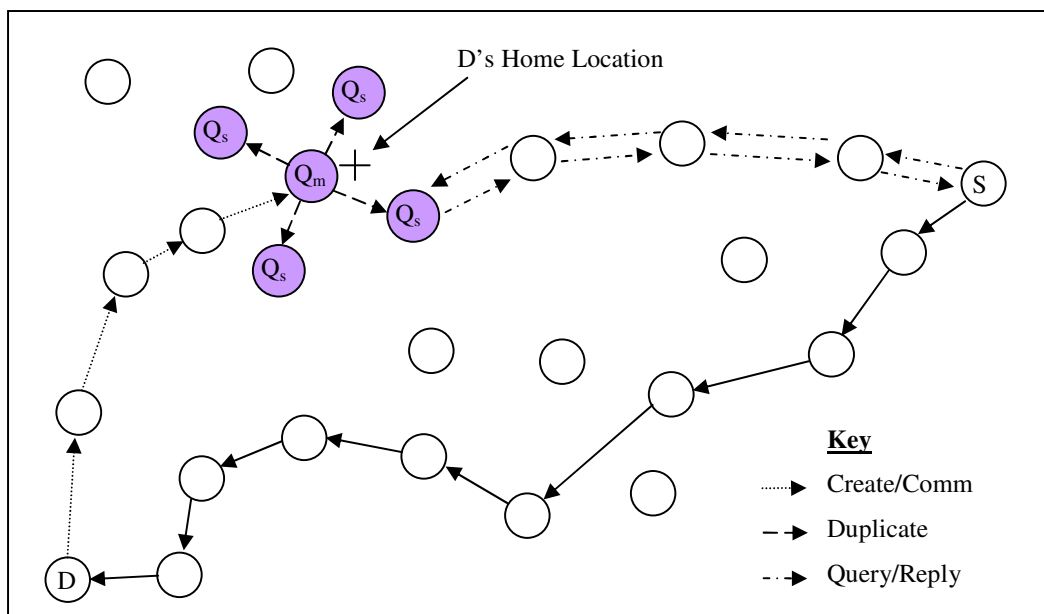 D's Home Location
Qs
Qs
Qm
Qs
Qs
S
D
Key
Create/Comm
Duplicate
Query/Reply